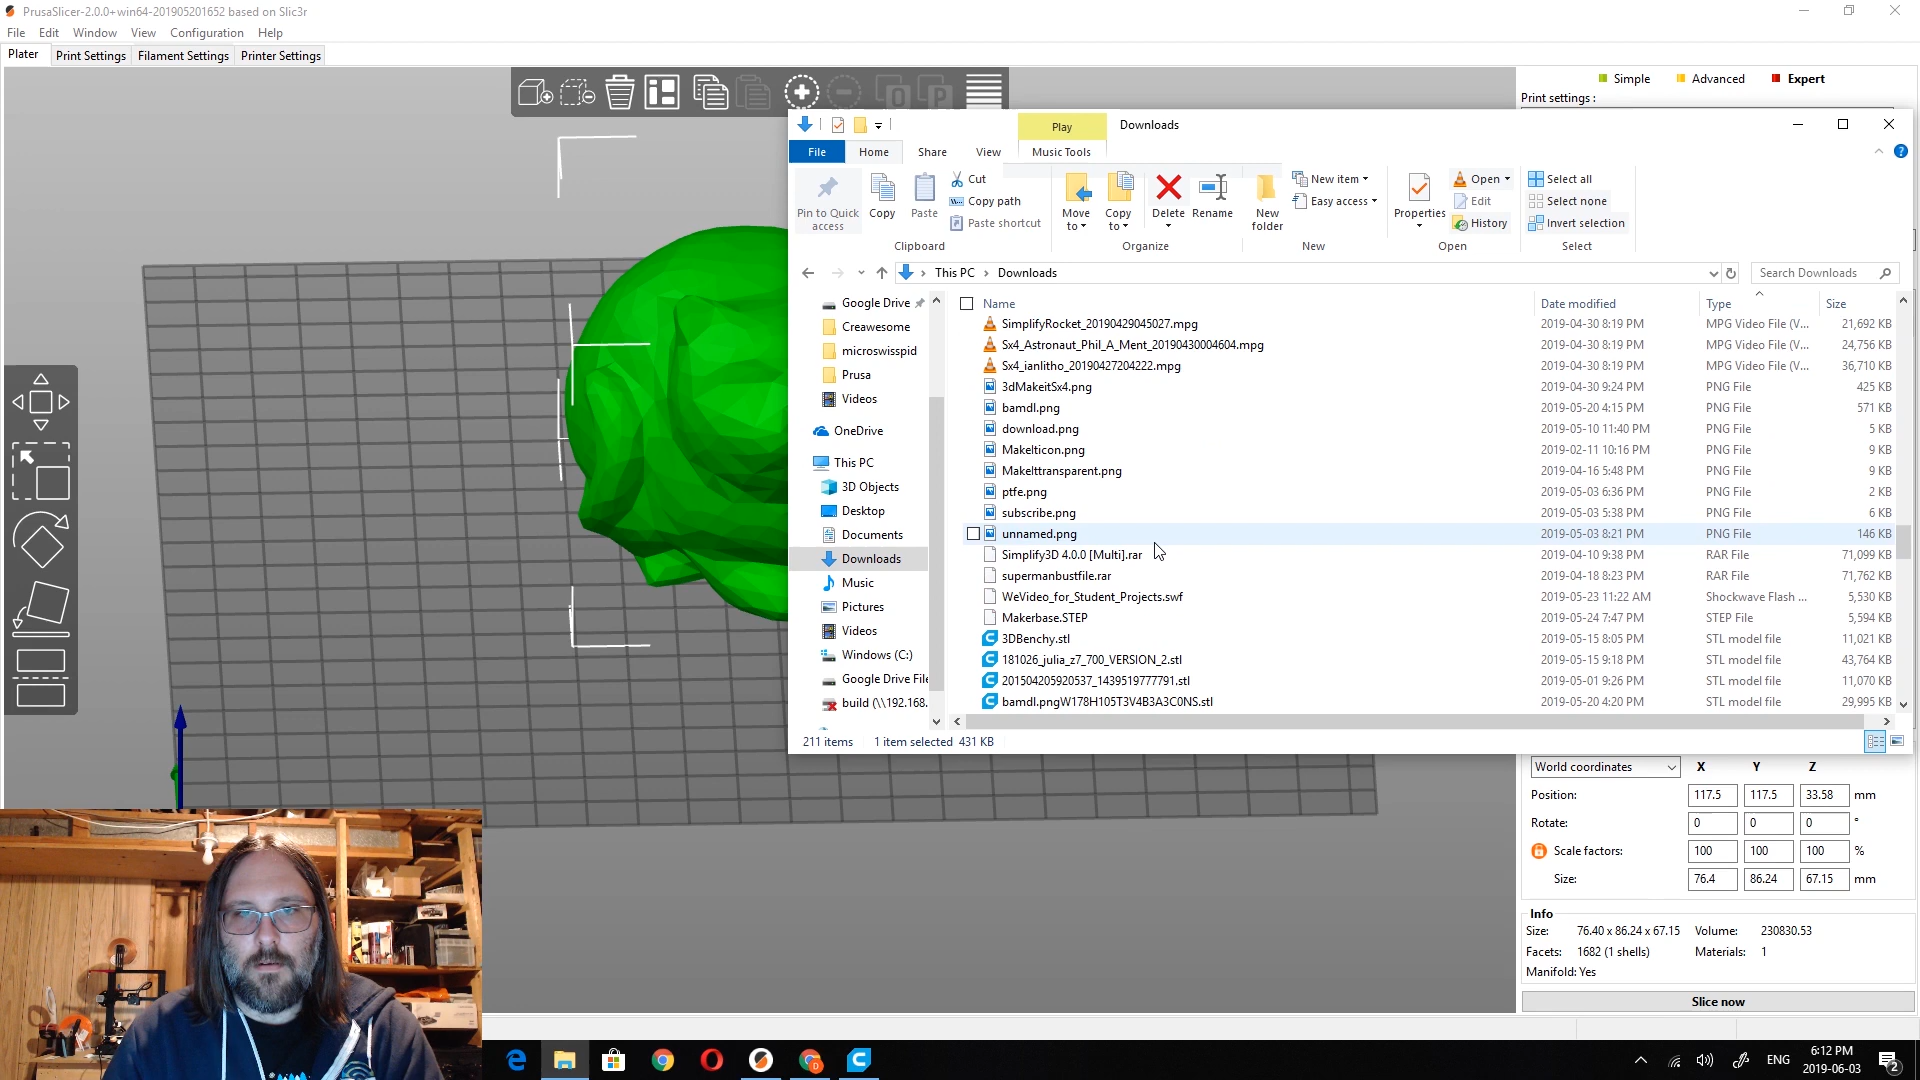 PrusaSlicer-2.0.0+win64-201905201652 based on Slic3r
File Edit Window View Configuration Help
Plater Print Settings Filament Settings Printer Settings
Simple Advanced Expert
Print settings :
Play Downloads
File Home Share View Music Tools
Pin to Quick access
Copy
Paste
Cut
Copy path
Paste shortcut
Clipboard
Move to
Copy to
Delete
Rename
Organize
New folder
New item
Easy access
New
Properties
Open
Edit
History
Open
Select all
Select none
Invert selection
Select
This PC > Downloads
Search Downloads
Google Drive
Creawesome
microswisspid
Prusa
Videos
OneDrive
This PC
3D Objects
Desktop
Documents
Downloads
Music
Pictures
Videos
Windows (C:)
Google Drive File
build (\\192.168.
Name Date modified Type Size
SimplifyRocket_20190429045027.mpg 2019-04-30 8:19 PM MPG Video File (V... 21,692 KB
Sx4_Astronaut_Phil_A_Ment_20190430004604.mpg 2019-04-30 8:19 PM MPG Video File (V... 24,756 KB
Sx4_ianlitho_20190427204222.mpg 2019-04-30 8:19 PM MPG Video File (V... 36,710 KB
3dMakeitSx4.png 2019-04-30 9:24 PM PNG File 425 KB
bamdl.png 2019-05-20 4:15 PM PNG File 571 KB
download.png 2019-05-10 11:40 PM PNG File 5 KB
MakeIticon.png 2019-02-11 10:16 PM PNG File 9 KB
MakeIttransparent.png 2019-04-16 5:48 PM PNG File 9 KB
ptfe.png 2019-05-03 6:36 PM PNG File 2 KB
subscribe.png 2019-05-03 5:38 PM PNG File 6 KB
unnamed.png 2019-05-03 8:21 PM PNG File 146 KB
Simplify3D 4.0.0 [Multi].rar 2019-04-10 9:38 PM RAR File 71,099 KB
supermanbustfile.rar 2019-04-18 8:23 PM RAR File 71,762 KB
WeVideo_for_Student_Projects.swf 2019-05-23 11:22 AM Shockwave Flash ... 5,530 KB
Makerbase.STEP 2019-05-24 7:47 PM STEP File 5,594 KB
3DBenchy.stl 2019-05-15 8:05 PM STL model file 11,021 KB
181026_julia_z7_700_VERSION_2.stl 2019-05-15 9:18 PM STL model file 43,764 KB
201504205920537_1439519777791.stl 2019-05-01 9:26 PM STL model file 11,070 KB
bamdl.pngW178H105T3V4B3A3C0NS.stl 2019-05-20 4:20 PM STL model file 29,995 KB
211 items 1 item selected 431 KB
World coordinates X Y Z
Position: 117.5 117.5 33.58 mm
Rotate: 0 0 0 °
Scale factors: 100 100 100 %
Size: 76.4 86.24 67.15 mm
Info
Size: 76.40 x 86.24 x 67.15 Volume: 230830.53
Facets: 1682 (1 shells) Materials: 1
Manifold: Yes
Slice now
ENG
6:12 PM
2019-06-03
2